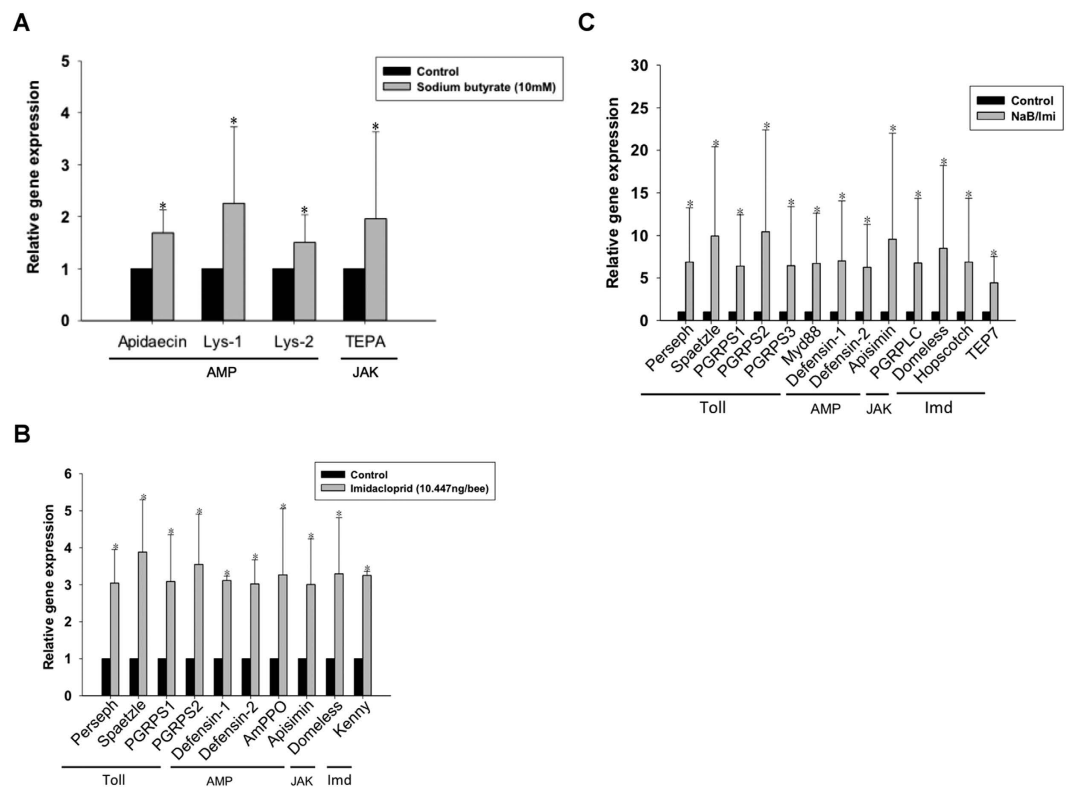 A
Relative gene expression
5
4
3
2
1
0
Control
Sodium butyrate (10mM)
*
*
*
*
Apidaecin Lys-1 Lys-2 TEPA
AMP JAK
B
Relative gene expression
6
5
4
3
2
1
0
Control
Imidacloprid (10.447ng/bee)
*
*
*
*
*
*
*
*
*
*
Perseph
Spaetzle
PGRPS1
PGRPS2
Defensin-1
Defensin-2
AmPPO
Apisimin
Domeless
Kenny
Toll AMP JAK Imd
C
Relative gene expression
30
25
20
15
10
5
0
Control
NaB/Imi
*
*
*
*
*
*
*
*
*
*
*
*
*
Perseph
Spaetzle
PGRPS1
PGRPS2
PGRPS3
Myd88
Defensin-1
Defensin-2
Apisimin
PGRPLC
Domeless
Hopscotch
TEP7
Toll AMP JAK Imd